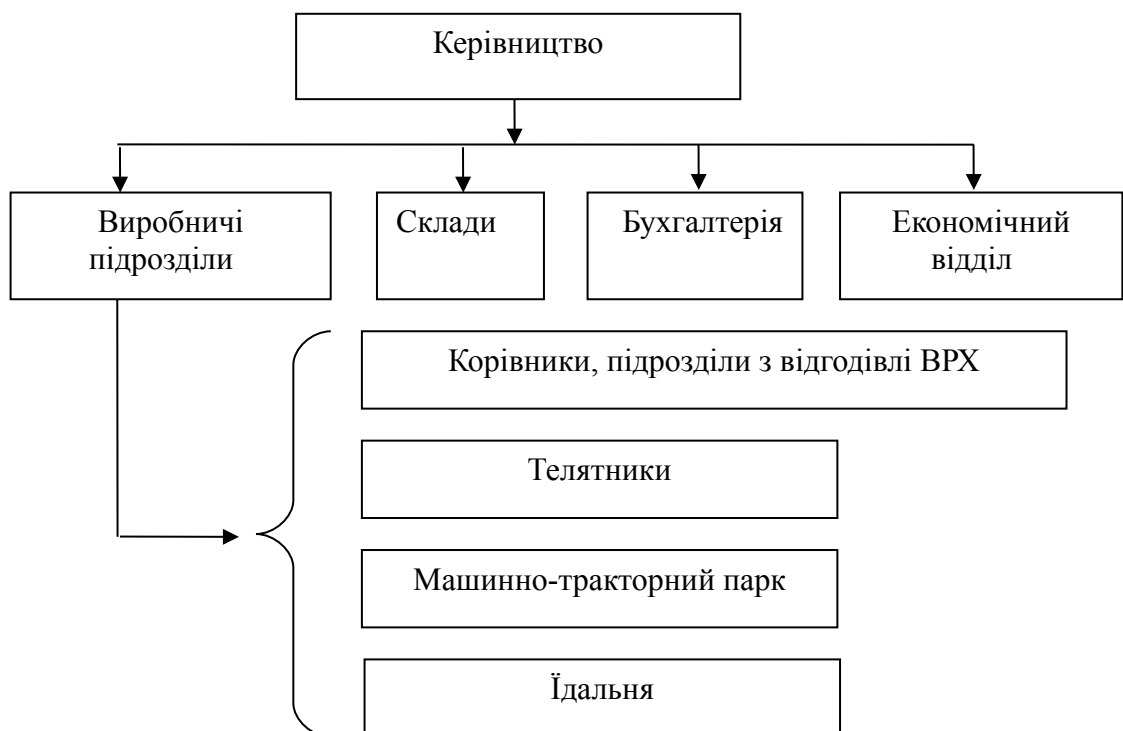 Керівництво
Виробничі
підрозділи
Склади
Бухгалтерія
Економічний
відділ
Корівники, підрозділи з відгодівлі ВРХ
Телятники
Машинно-тракторний парк
Їдальня